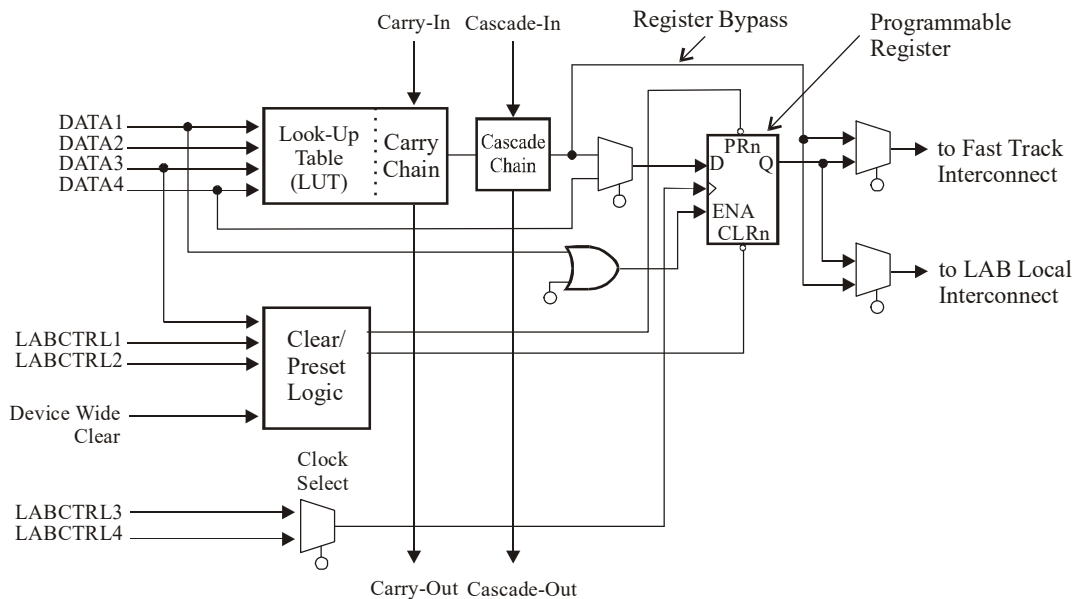 Carry-In
Cascade-In
Register Bypass
Programmable
Register
DATA1
DATA2
DATA3
DATA4
Look-Up
Table
(LUT)
Carry
Chain
Cascade
Chain
PRn
D
Q
ENA
CLRn
to Fast Track
Interconnect
to LAB Local
Interconnect
LABCTRL1
LABCTRL2
Clear/
Preset
Logic
Device Wide
Clear
Clock
Select
LABCTRL3
LABCTRL4
Carry-Out
Cascade-Out